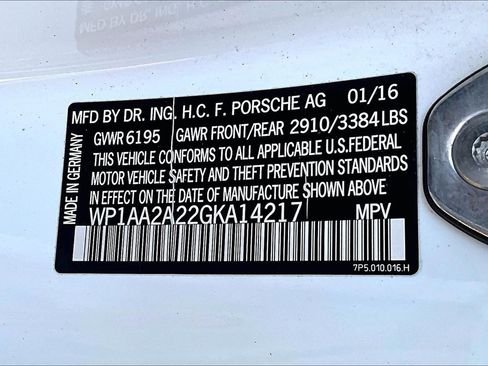 MFD BY DR. ING. H.C. F. PORSCHE AG 01/16
GVWR 6195 GAWR FRONT/REAR 2910/3384LBS
THIS VEHICLE CONFORMS TO ALL APPLICABLE U.S.FEDERAL
MOTOR VEHICLE SAFETY AND THEFT PREVENTION STANDARDS
IN EFFECT ON THE DATE OF MANUFACTURE SHOWN ABOVE
WP1AA2A22GKA14217 MPV
7P5.010.016.H
MADE IN GERMANY